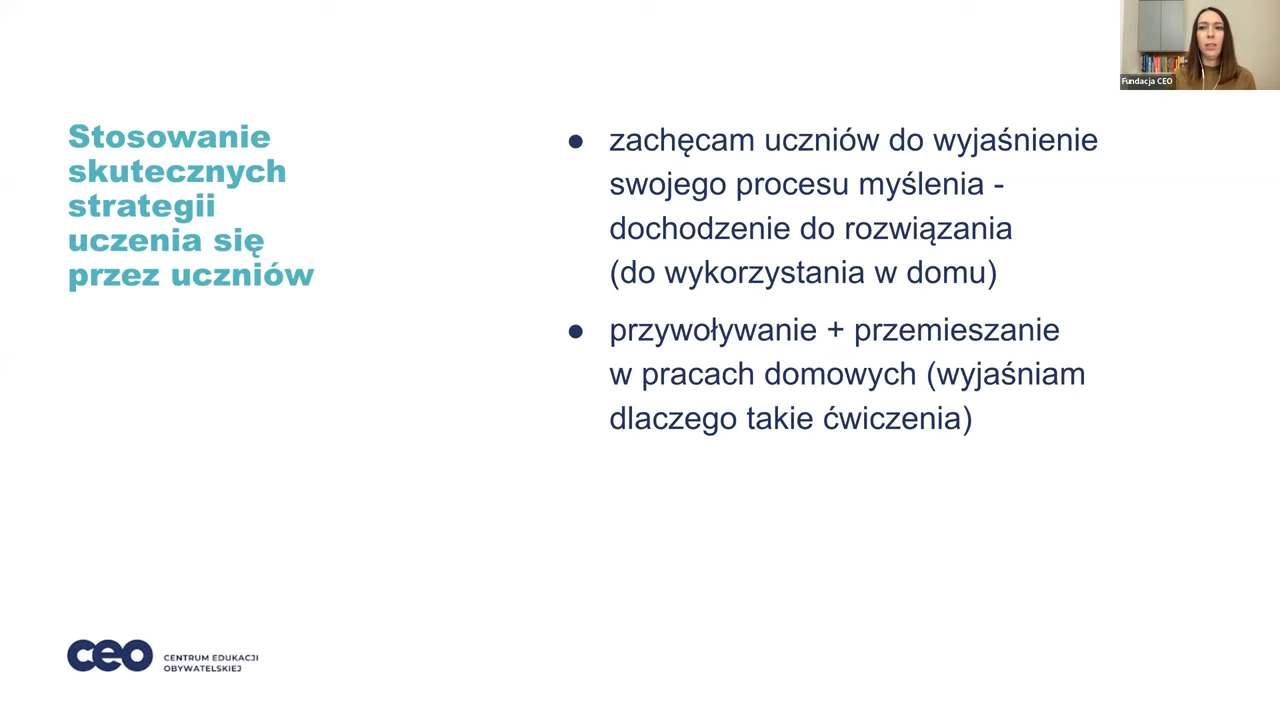 Fundacja CEO
Stosowanie
skutecznych
strategii
uczenia się
przez uczniów
● zachęcam uczniów do wyjaśnienie
swojego procesu myślenia -
dochodzenie do rozwiązania
(do wykorzystania w domu)
● przywoływanie + przemieszanie
w pracach domowych (wyjaśniam
dlaczego takie ćwiczenia)
ceo CENTRUM EDUKACJI
OBYWATELSKIEJ